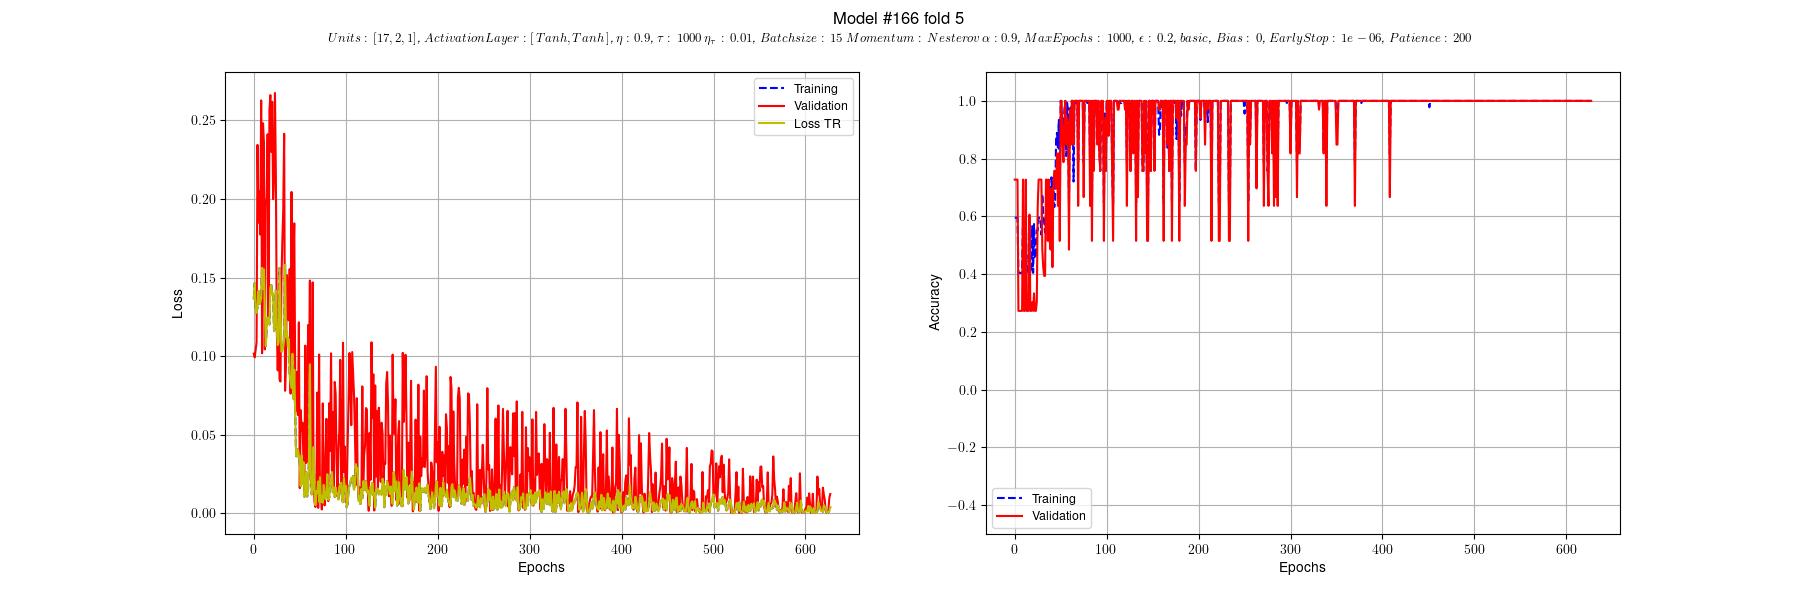 Model #166 fold 5
Units : [17, 2, 1], ActivationLayer : [Tanh, Tanh], η : 0.9, τ : 1000 ητ : 0.01, Batchsize : 15 Momentum : Nesterov α : 0.9, MaxEpochs : 1000, ϵ : 0.2, basic, Bias : 0, EarlyStop : 1e − 06, Patience : 200
Training
Validation
Loss TR
0.25
0.20
0.15
0.10
0.05
0.00
Loss
0 100 200 300 400 500 600
Epochs
1.0
0.8
0.6
0.4
0.2
0.0
−0.2
−0.4
Accuracy
Training
Validation
0 100 200 300 400 500 600
Epochs